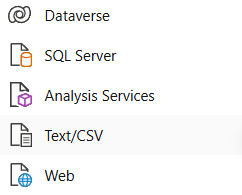 Dataverse
SQL Server
Analysis Services
Text/CSV
Web